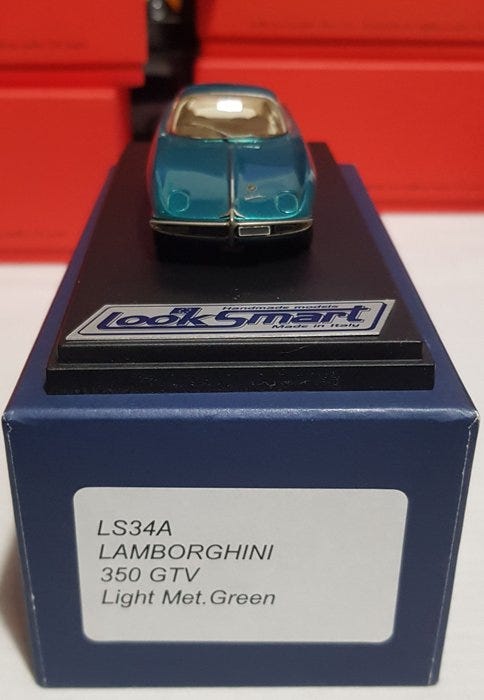 Handmade models
LookSmart
Made in Italy
LS34A
LAMBORGHINI
350 GTV
Light Met.Green